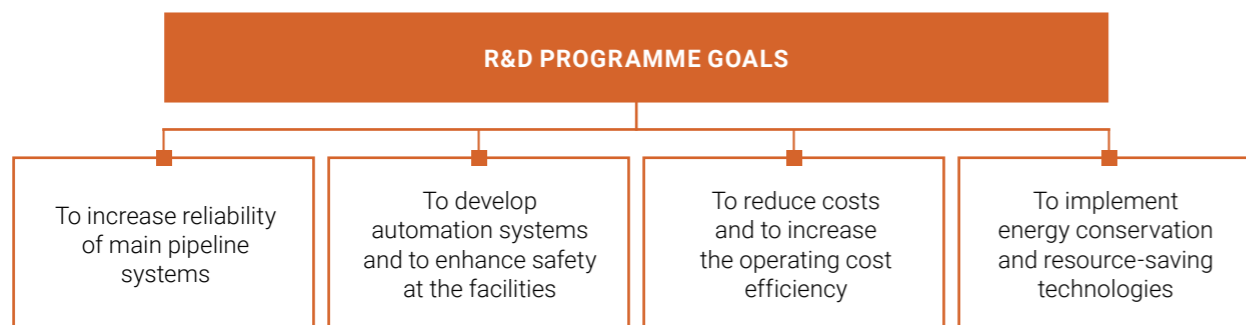 R&D PROGRAMME GOALS
To increase reliability
of main pipeline
systems
To develop
automation systems
and to enhance safety
at the facilities
To reduce costs
and to increase
the operating cost
efficiency
To implement
energy conservation
and resource-saving
technologies